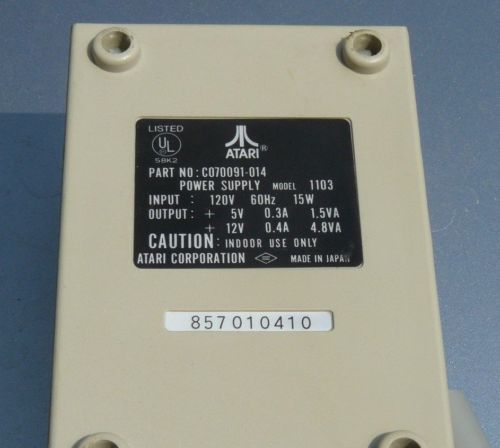 LISTED
UL
58K2
ATARI®
PART NO: C070091-014
POWER SUPPLY MODEL 1103
INPUT : 120V 60Hz 15W
OUTPUT : + 5V 0.3A 1.5VA
+ 12V 0.4A 4.8VA
CAUTION: INDOOR USE ONLY
ATARI CORPORATION MADE IN JAPAN
857010410